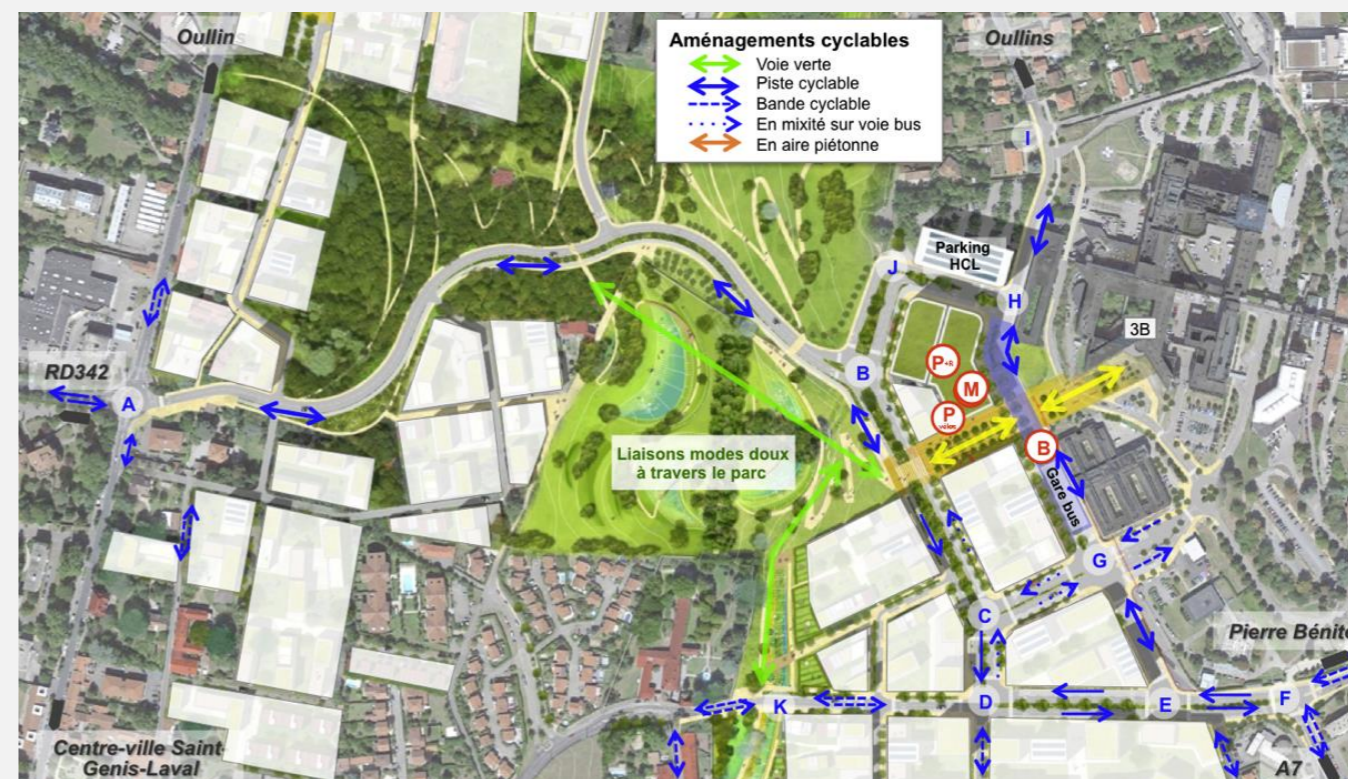 Oullins
Aménagements cyclables
Voie verte
Piste cyclable
Bande cyclable
En mixité sur voie bus
En aire piétonne
Oullins
I
Parking
HCL
J
H
3B
RD342
A
B
P+R
M
P
vélos
B
Liaisons modes doux
à travers le parc
Gare bus
G
C
Pierre Bénite
K
D
E
F
Centre-ville Saint-
Genis-Laval
A7